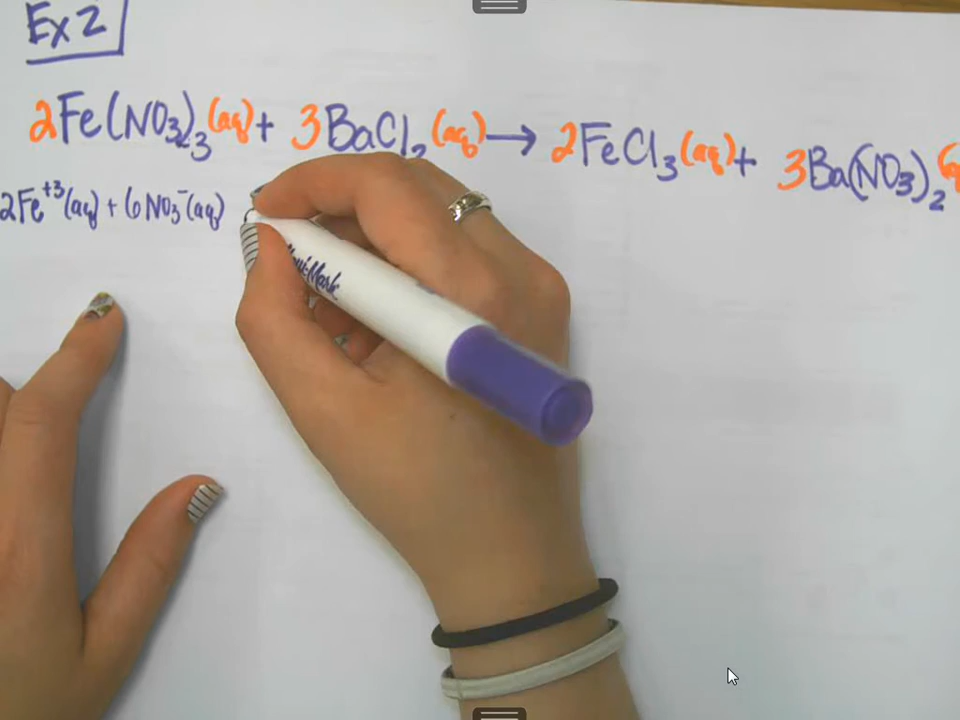 Ex 2
2Fe(NO₃)₃(aq) + 3BaCl₂(aq) → 2FeCl₃(aq) + 3Ba(NO₃)₂
2Fe⁺³(aq) + 6NO₃⁻(aq)